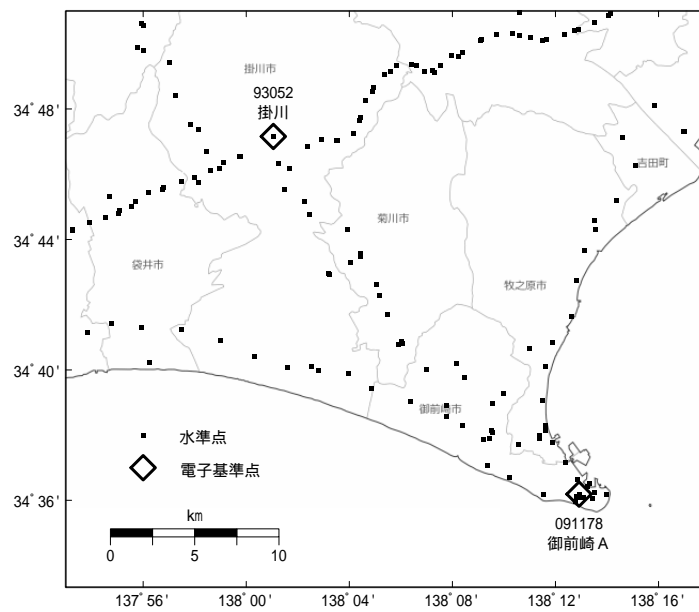 掛川市
34˚48'
93052
掛川
吉田町
菊川市
34˚44'
袋井市
牧之原市
34˚40'
御前崎市
水準点
電子基準点
34˚36'
km
0 5 10
091178
御前崎A
137˚56' 138˚00' 138˚04' 138˚08' 138˚12' 138˚16'